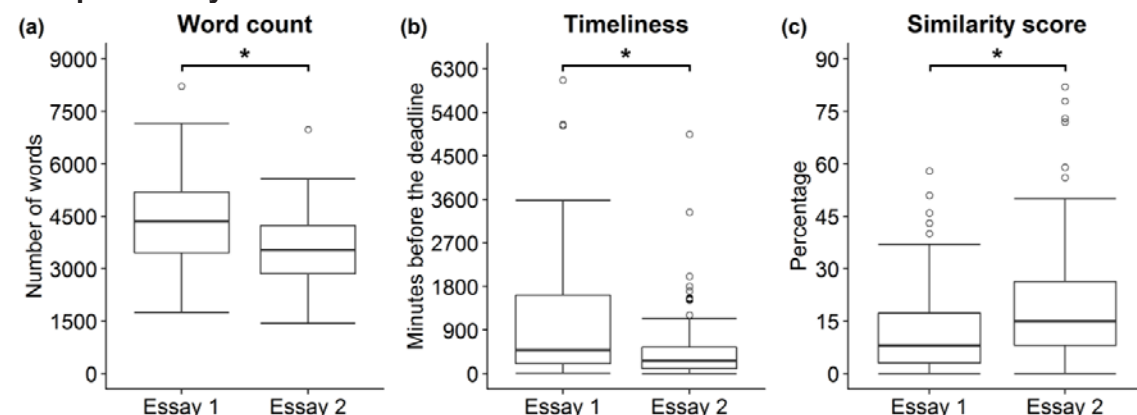 (a) Word count
*
9000
7500
6000
4500
3000
1500
0
Number of words
Essay 1 Essay 2
(b) Timeliness
*
6300
5400
4500
3600
2700
1800
900
0
Minutes before the deadline
Essay 1 Essay 2
(c) Similarity score
*
90
75
60
45
30
15
0
Percentage
Essay 1 Essay 2